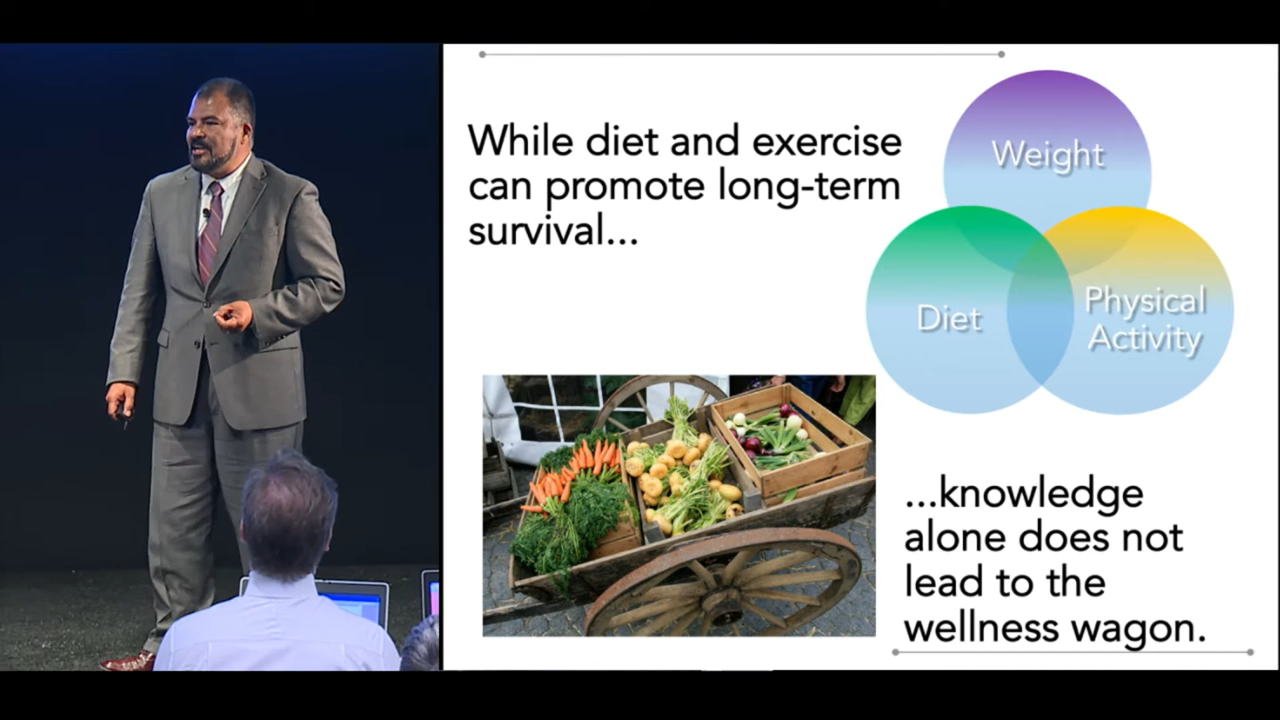 While diet and exercise
can promote long-term
survival...
Weight
Diet
Physical
Activity
...knowledge
alone does not
lead to the
wellness wagon.